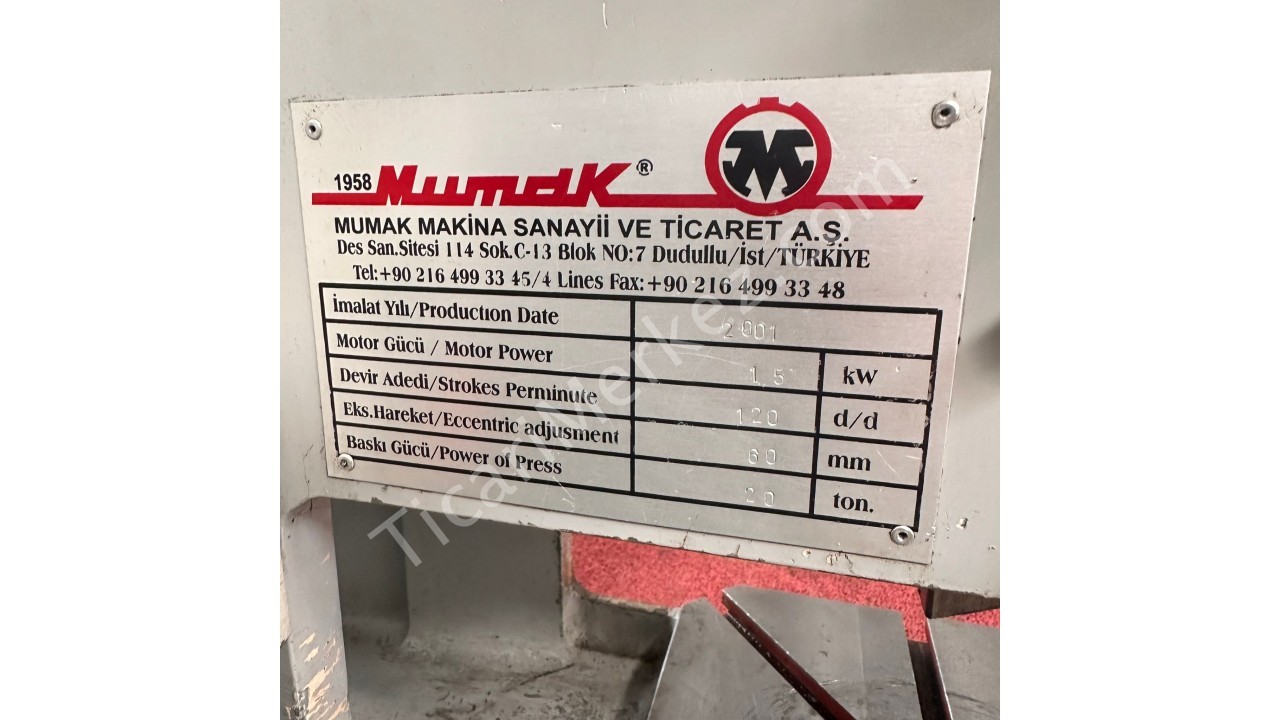 1958 Mumak ®
MUMAK MAKİNA SANAYİİ VE TİCARET A.Ş.
Des San.Sitesi 114 Sok.C-13 Blok NO:7 Dudullu/İst/TÜRKİYE
Tel:+90 216 499 33 45/4 Lines Fax:+90 216 499 33 48
İmalat Yılı/Productıon Date 2001
Motor Gücü / Motor Power 1.5 kW
Devir Adedi/Strokes Perminute 120 d/d
Eks.Hareket/Eccentric adjusment 60 mm
Baskı Gücü/Power of Press 20 ton.
TicariMerkez.com